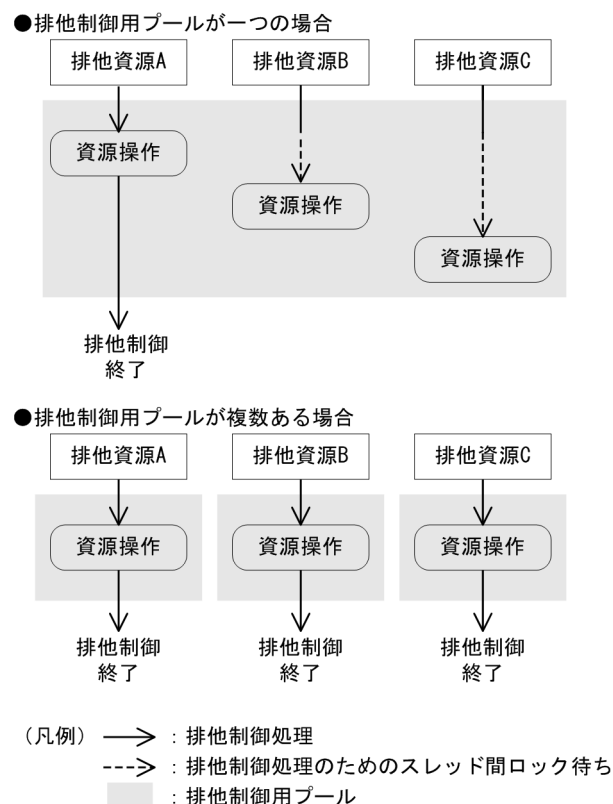 ●排他制御用プールが一つの場合
排他資源A 排他資源B 排他資源C
資源操作
資源操作
資源操作
排他制御
終了
●排他制御用プールが複数ある場合
排他資源A 排他資源B 排他資源C
資源操作 資源操作 資源操作
排他制御 排他制御 排他制御
終了 終了 終了
(凡例) : 排他制御処理
: 排他制御処理のためのスレッド間ロック待ち
: 排他制御用プール